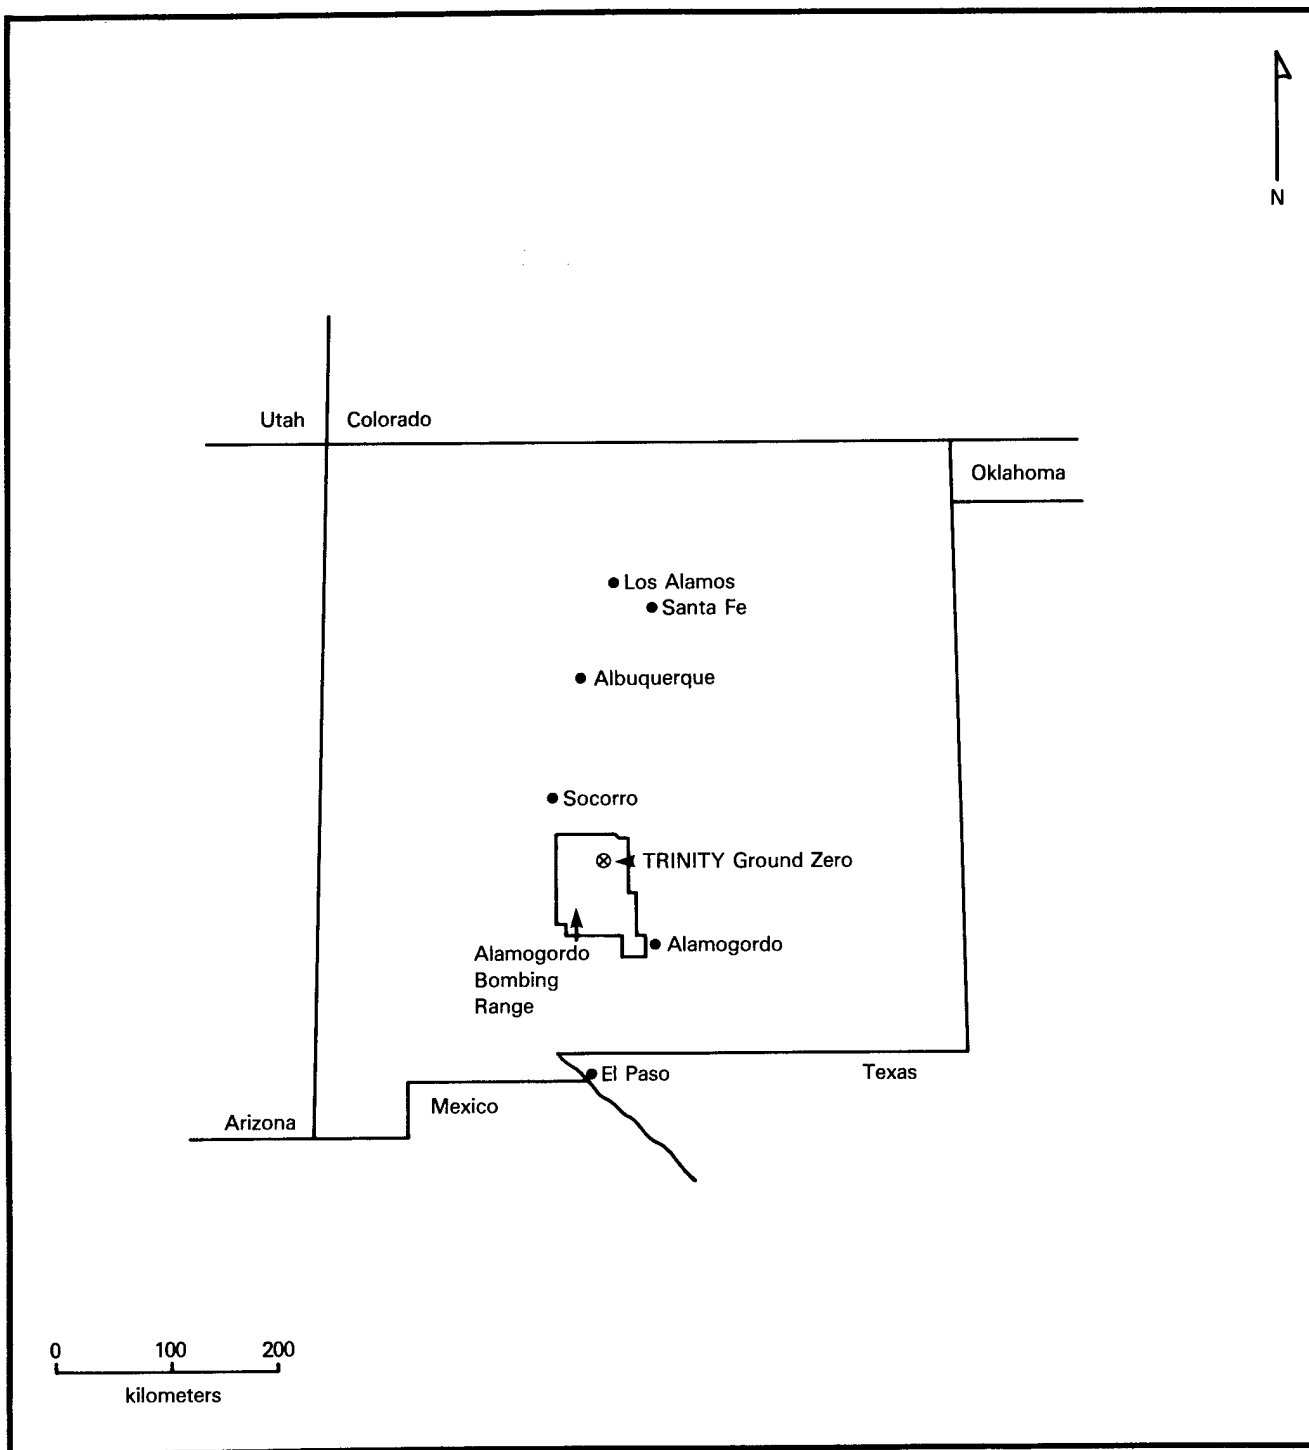 N
Utah
Colorado
Oklahoma
Los Alamos
Santa Fe
Albuquerque
Socorro
TRINITY Ground Zero
Alamogordo
Alamogordo
Bombing
Range
El Paso
Texas
Mexico
Arizona
0 100 200
kilometers